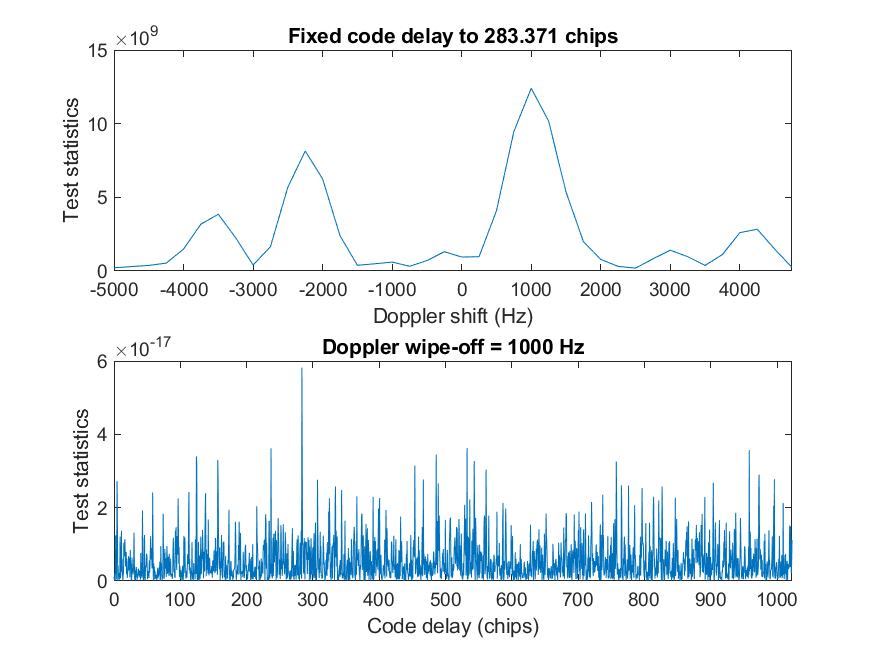 Fixed code delay to 283.371 chips
×10^9
15
10
5
0
Test statistics
-5000 -4000 -3000 -2000 -1000 0 1000 2000 3000 4000
Doppler shift (Hz)
Doppler wipe-off = 1000 Hz
×10^-17
6
4
2
0
Test statistics
0 100 200 300 400 500 600 700 800 900 1000
Code delay (chips)